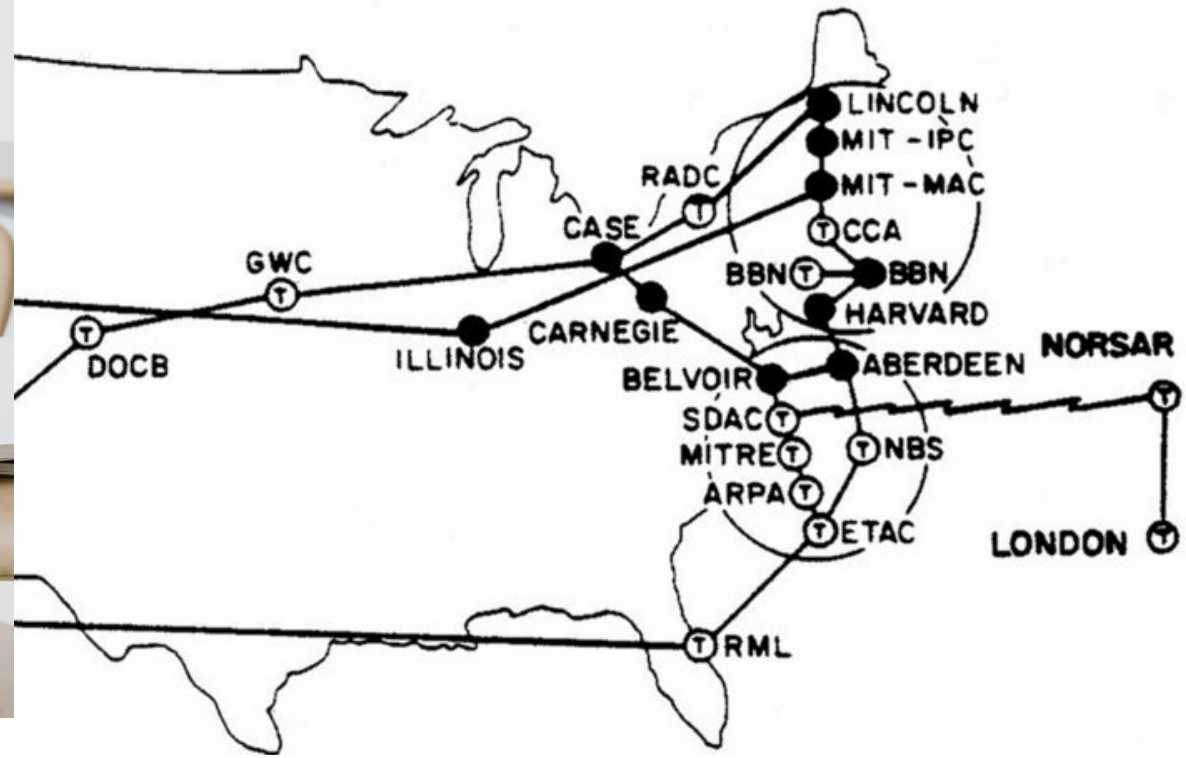 LINCOLN
MIT-IPC
RADC
MIT-MAC
CASE
CCA
GWC
BBN
T
BBN
HARVARD
CARNEGIE
DOCB
ILLINOIS
NORSAR
BELVOIR
ABERDEEN
SDAC
MITRE
NBS
ARPA
ETAC
LONDON
RML
T
T
T
T
T
T
T
T
T
T
T
T
T